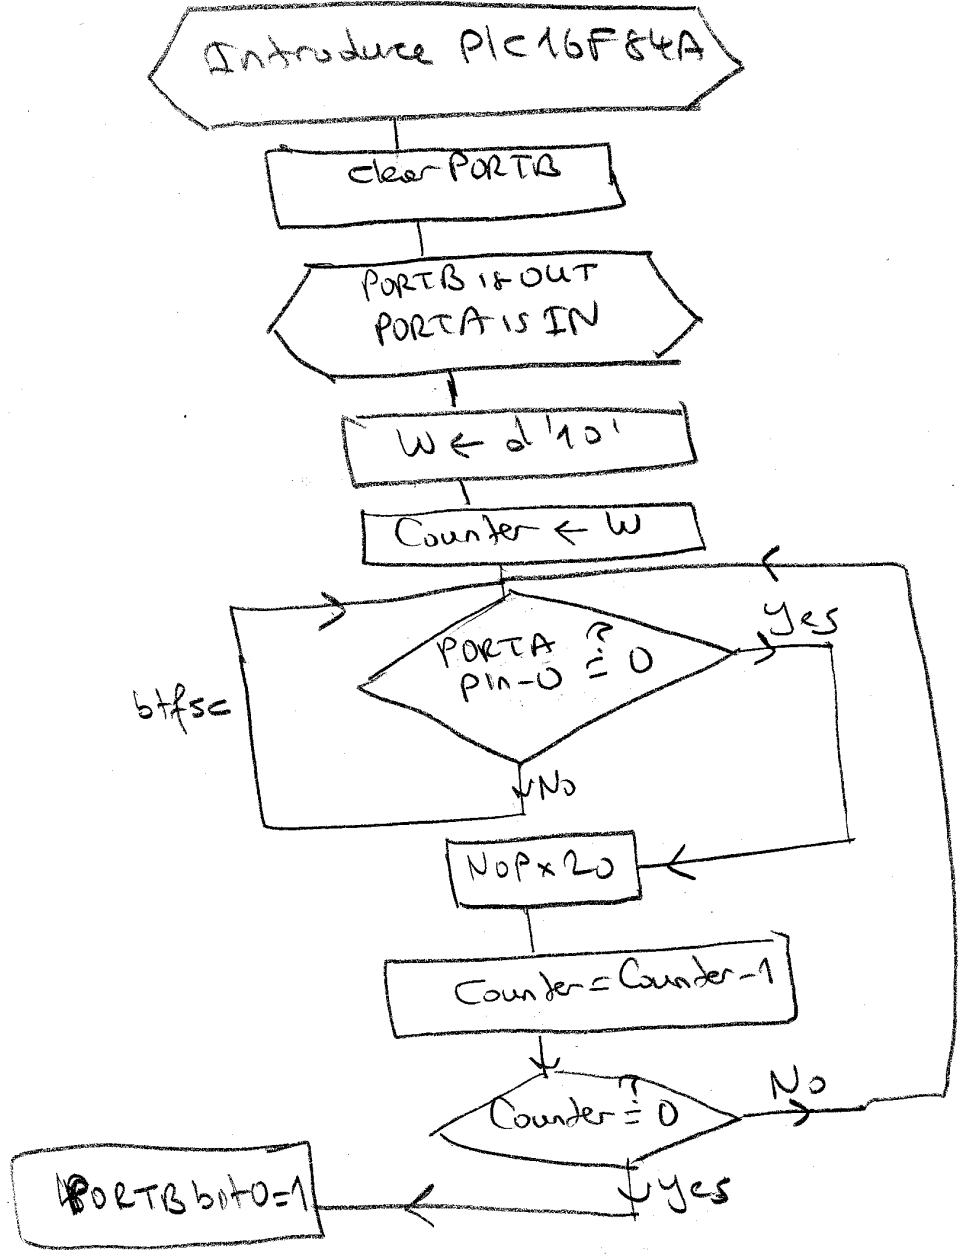 Introduce PIC16F84A
clear PORTB
PORTB is OUT
PORTA IS IN
W ← d'10'
Counter ← W
Yes
PORTA
pin-0 ≟ 0
btfsc
No
NOP x 20
Counter = Counter - 1
Counter ≟ 0
No
Yes
PORTB bit0=1